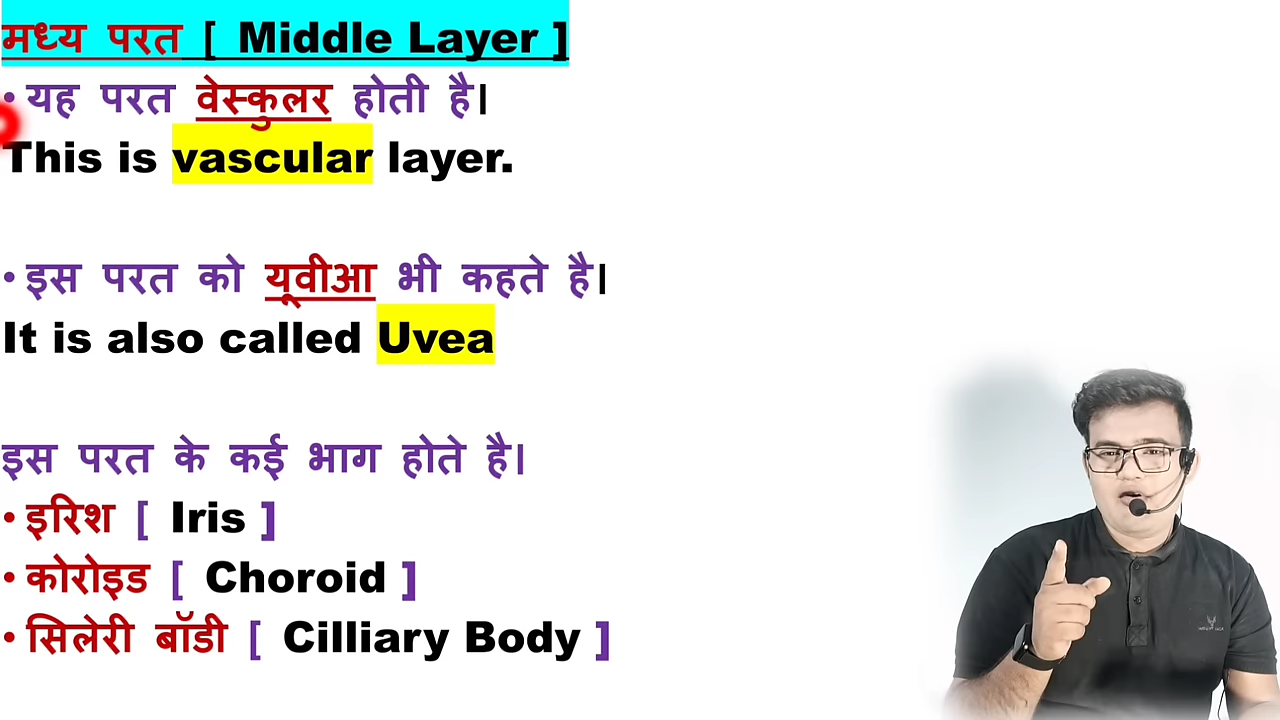 मध्य परत [ Middle Layer ]
• यह परत वेस्कुलर होती है।
This is vascular layer.
• इस परत को यूवीआ भी कहते है।
It is also called Uvea
इस परत के कई भाग होते है।
• इरिश [ Iris ]
• कोरोइड [ Choroid ]
• सिलेरी बॉडी [ Cilliary Body ]